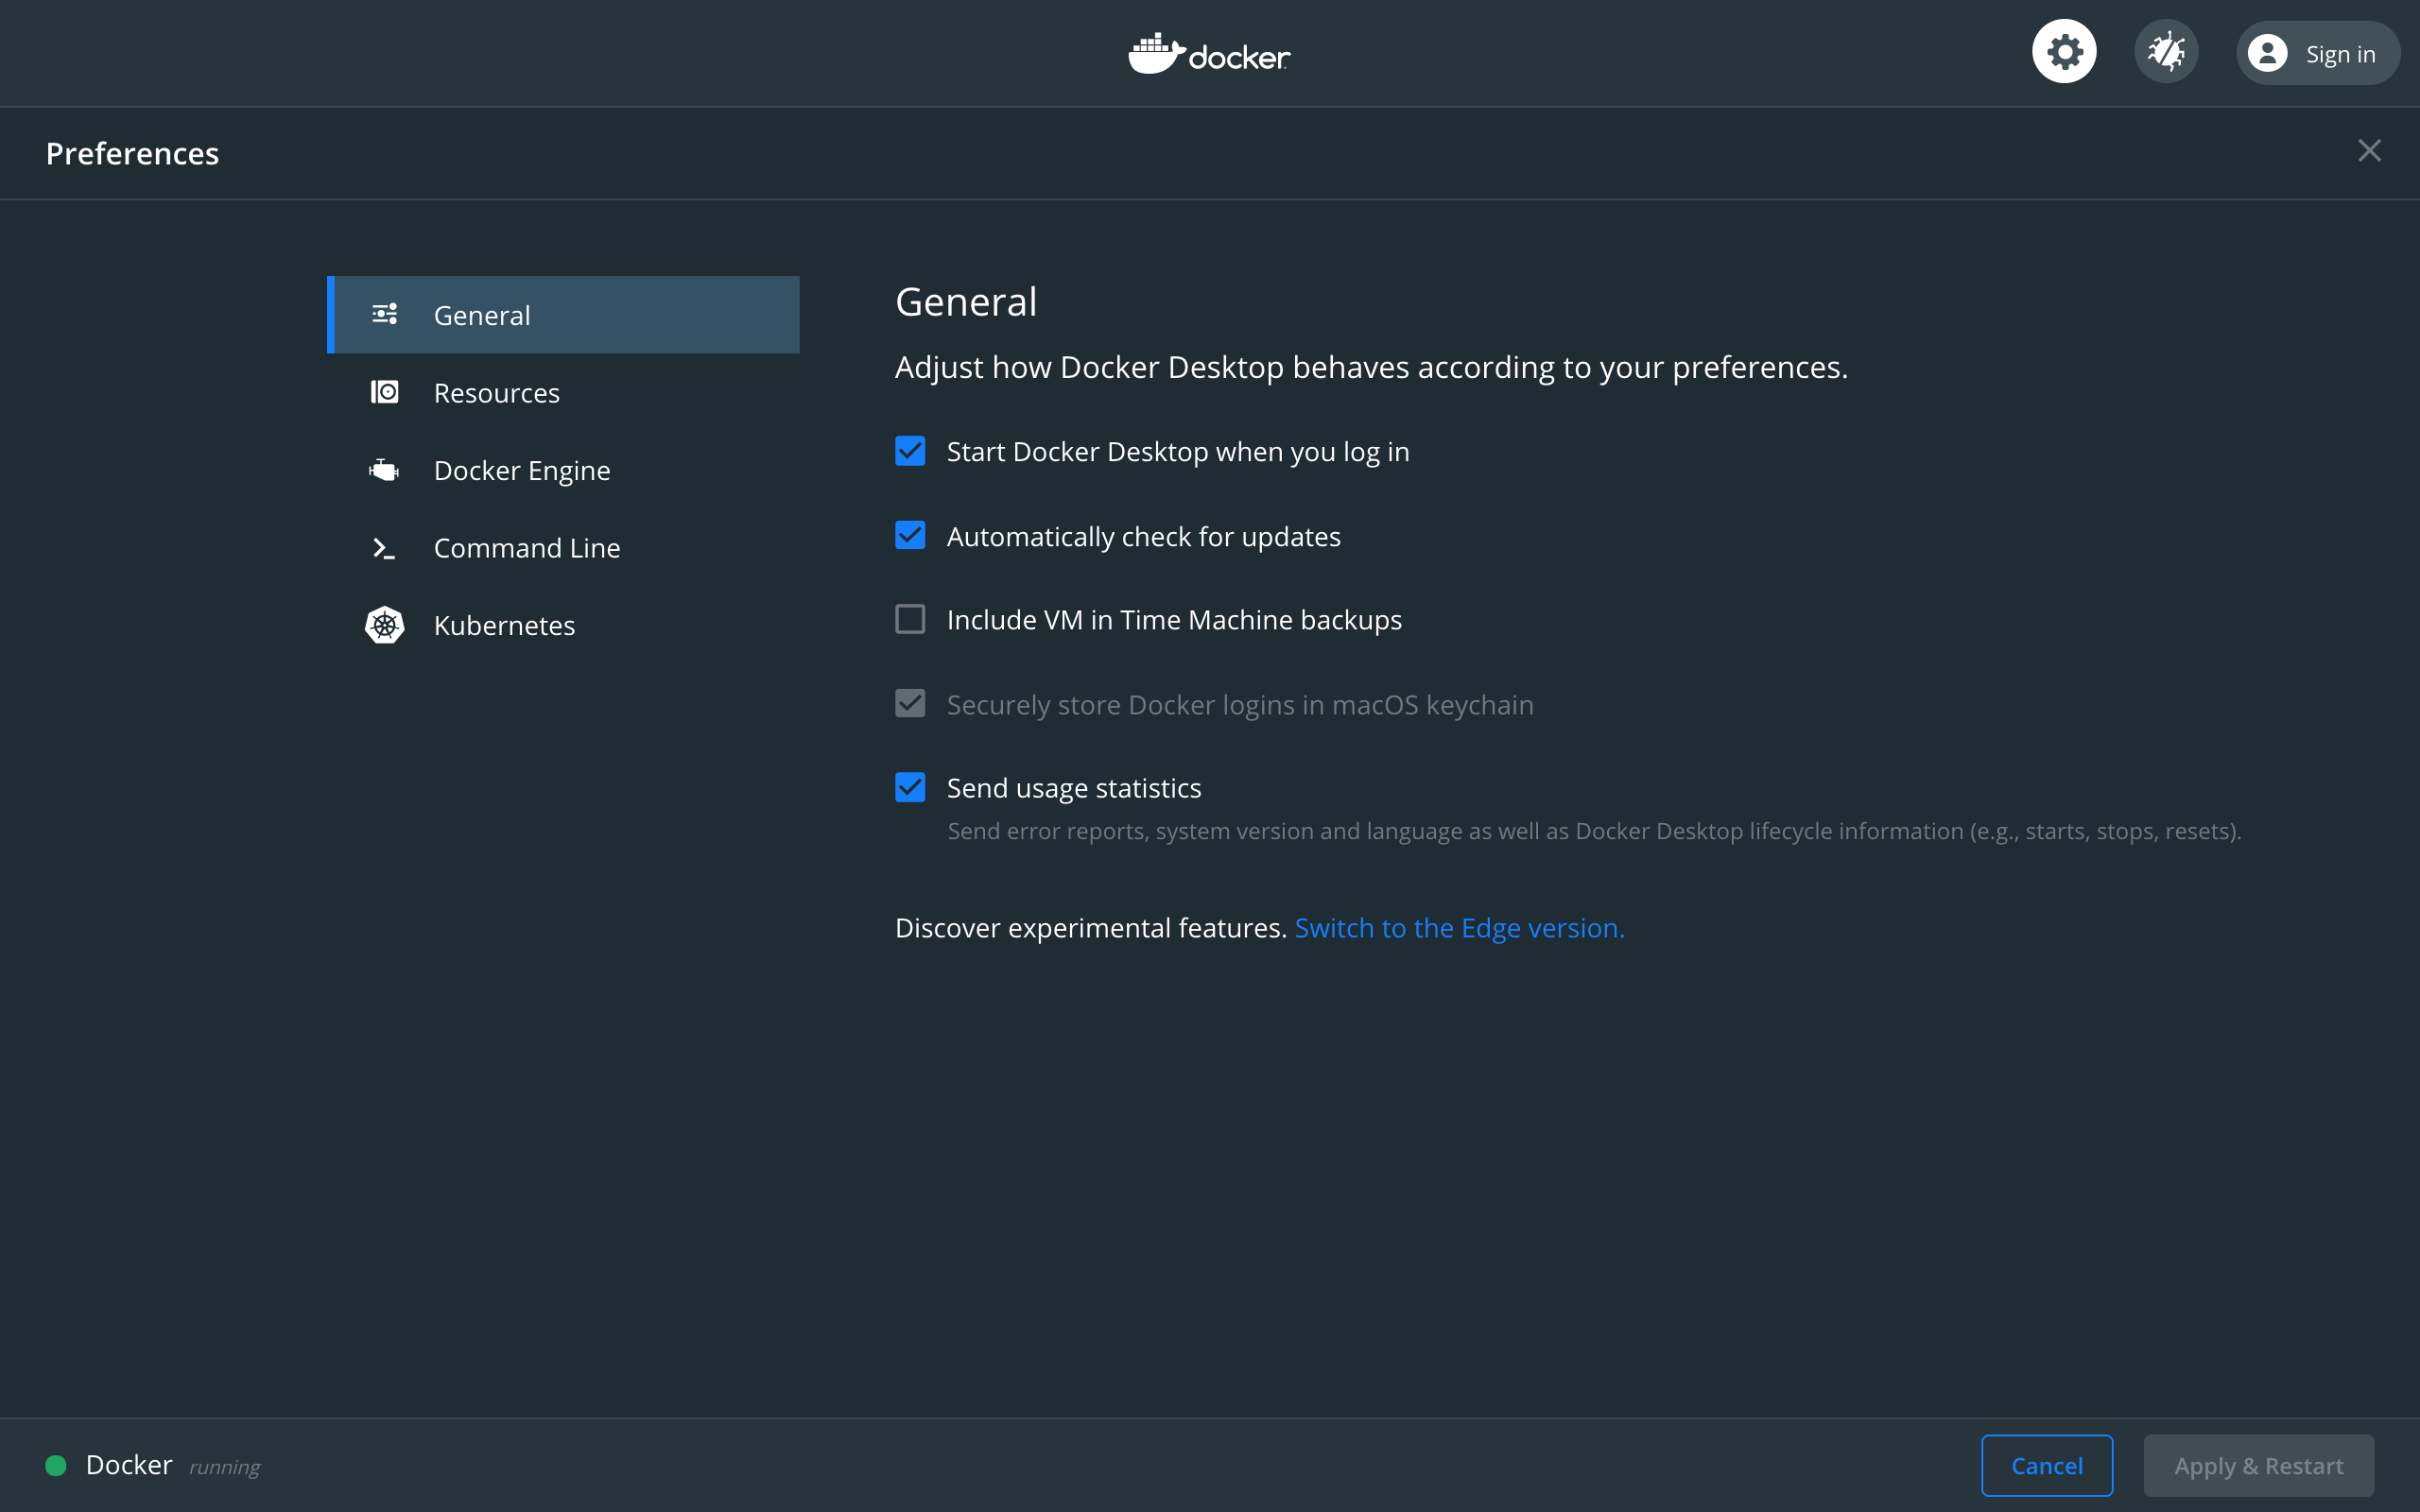 docker
Sign in
Preferences
General
Resources
Docker Engine
Command Line
Kubernetes
General
Adjust how Docker Desktop behaves according to your preferences.
Start Docker Desktop when you log in
Automatically check for updates
Include VM in Time Machine backups
Securely store Docker logins in macOS keychain
Send usage statistics
Send error reports, system version and language as well as Docker Desktop lifecycle information (e.g., starts, stops, resets).
Discover experimental features. Switch to the Edge version.
Docker running
Cancel
Apply & Restart